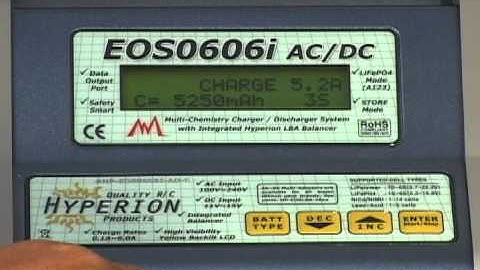 EOS0606i AC/DC
✓ Data Output Port
✓ Safety Smart
CHARGE 5.2A
C= 5250mAh 3S
✓ LiFePO4 Mode (A123)
✓ STORE Mode
RoHS
CE
Multi-Chemistry Charger / Discharger System
with Integrated Hyperion LBA Balancer
QUALITY R/C
HYPERION
PRODUCTS
✓ AC Input
100V~240V
✓ DC Input
11V~15V
✓ Integrated
Balancer
✓ Charge Rates
0.1A~6.0A
✓ High Visibility
Yellow Backlit LCD
SUPPORTED CELL TYPES
BATT TYPE
DEC
INC
ENTER
Start/Stop